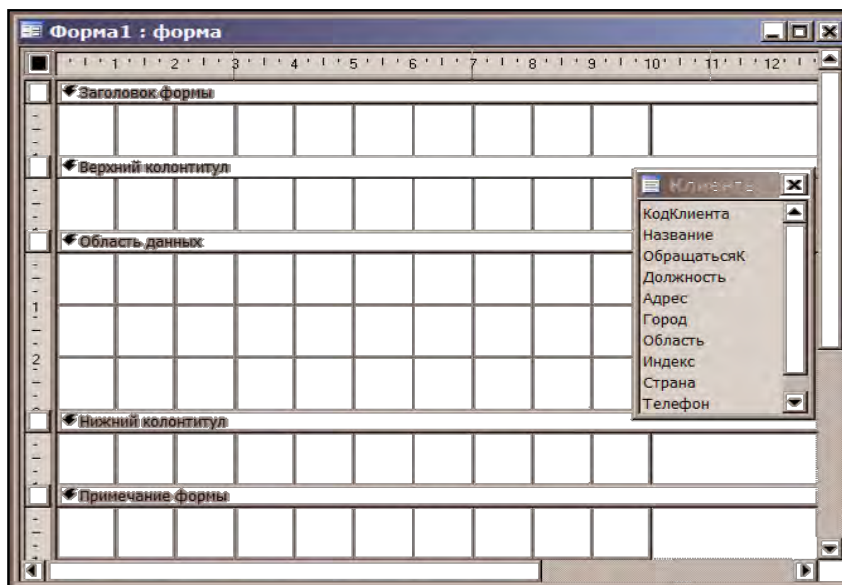 Форма1 : форма
1 2 3 4 5 6 7 8 9 10 11 12
Заголовок формы
Верхний колонтитул
Область данных
1
2
Нижний колонтитул
Примечание формы
Клиенты
КодКлиента
Название
ОбращатьсяК
Должность
Адрес
Город
Область
Индекс
Страна
Телефон